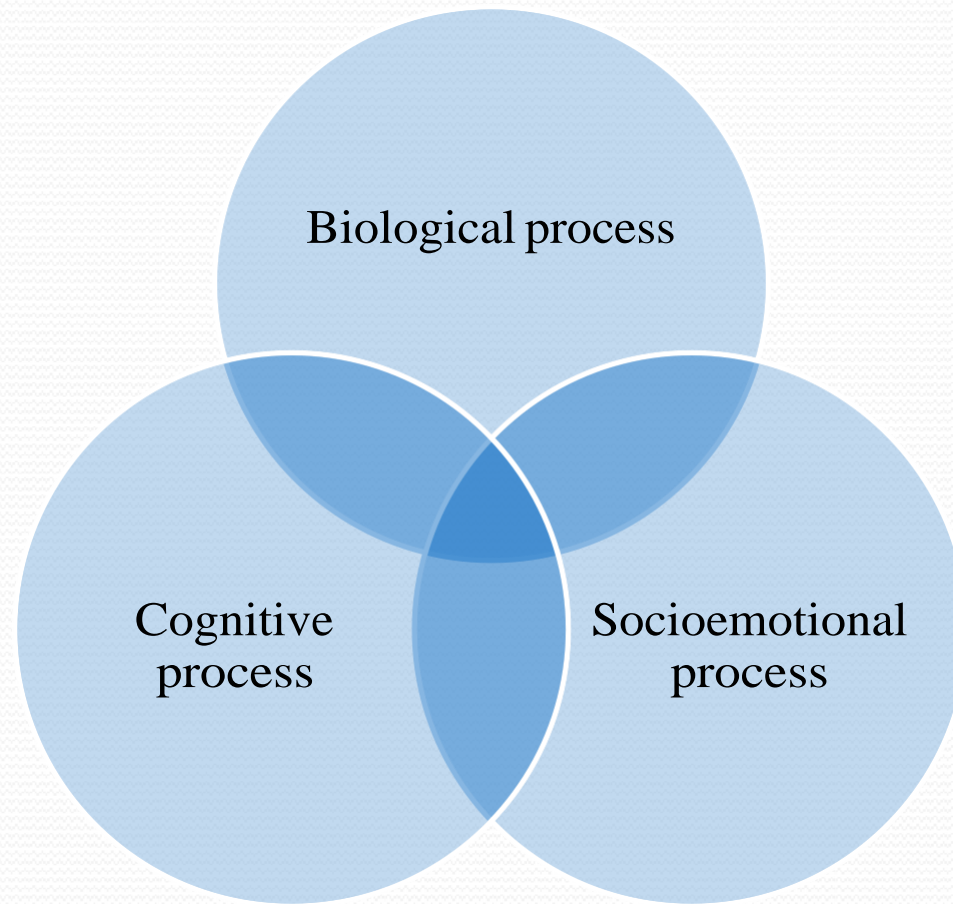 Biological process
Cognitive
process
Socioemotional
process